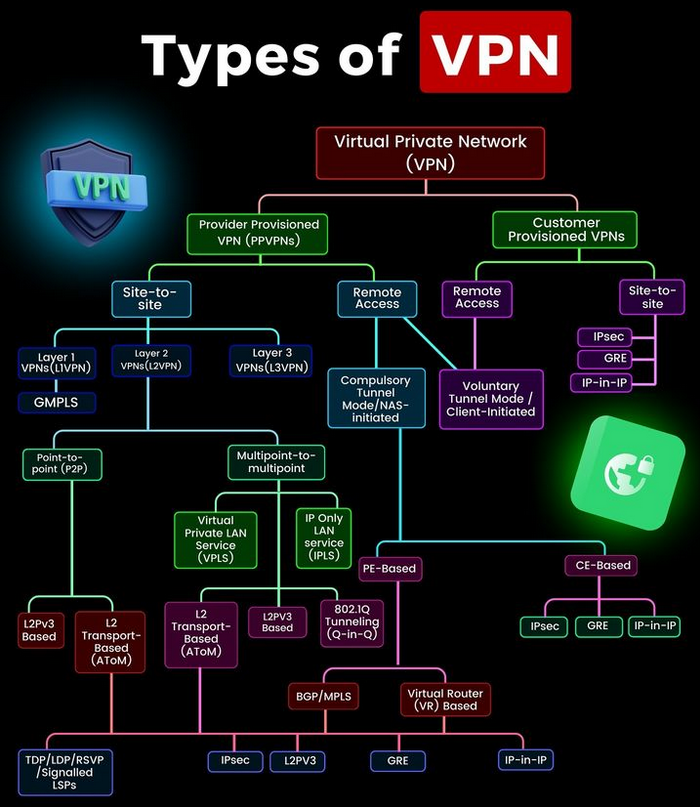 Types of VPN
VPN
Virtual Private Network
(VPN)
Provider Provisioned
VPN (PPVPNs)
Customer
Provisioned VPNs
Site-to-
site
Remote
Access
Remote
Access
Site-to-
site
Layer 1
VPNs(L1VPN)
Layer 2
VPNs(L2VPN)
Layer 3
VPNs(L3VPN)
IPsec
GRE
IP-in-IP
GMPLS
Compulsory
Tunnel
Mode/NAS-
initiated
Voluntary
Tunnel Mode /
Client-Initiated
Point-to-
point (P2P)
Multipoint-to-
multipoint
Virtual
Private LAN
Service
(VPLS)
IP Only
LAN
service
(IPLS)
PE-Based
CE-Based
L2Pv3
Based
L2
Transport-
Based
(AToM)
L2
Transport-
Based
(AToM)
L2PV3
Based
802.1Q
Tunneling
(Q-in-Q)
IPsec
GRE
IP-in-IP
BGP/MPLS
Virtual Router
(VR) Based
TDP/LDP/RSVP
/Signalled
LSPs
IPsec
L2PV3
GRE
IP-in-IP